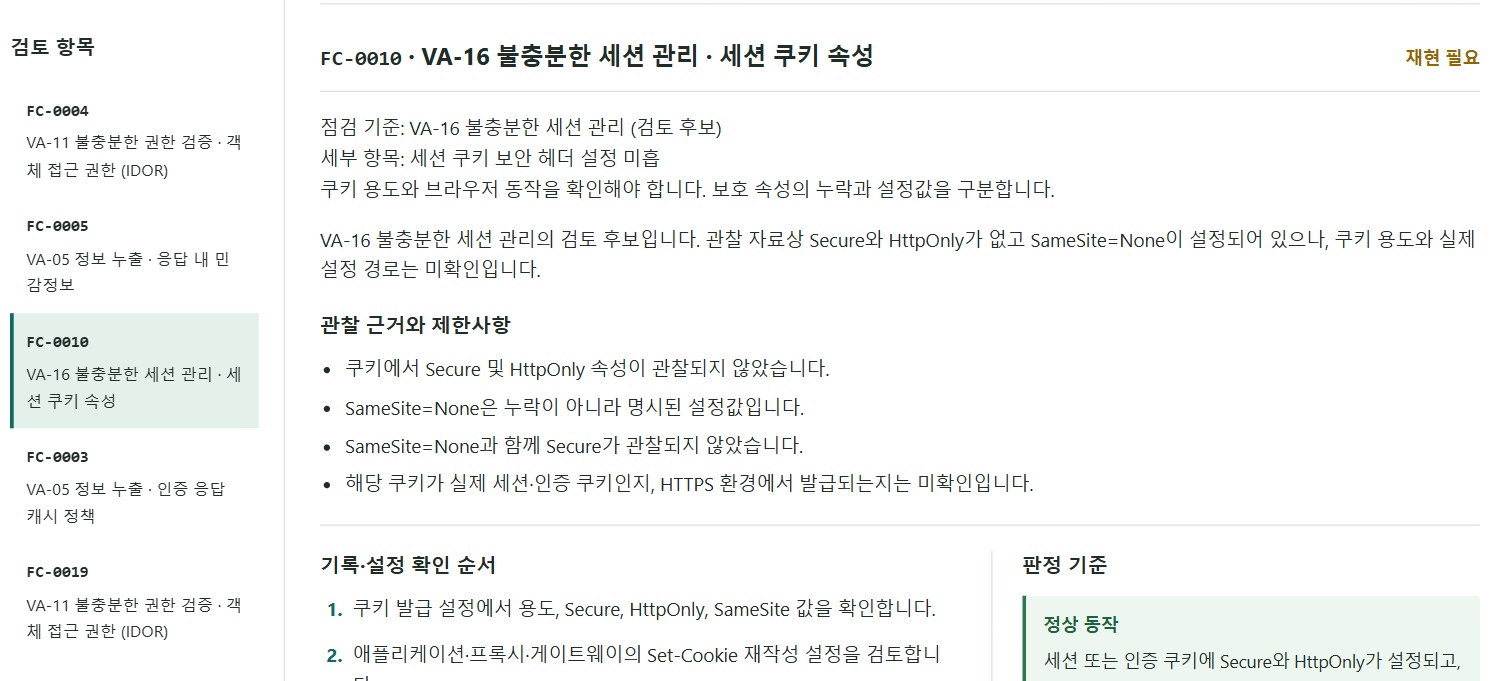 검토 항목
FC-0004
VA-11 불충분한 권한 검증 · 객
체 접근 권한 (IDOR)
FC-0005
VA-05 정보 누출 · 응답 내 민
감정보
FC-0010
VA-16 불충분한 세션 관리 · 세
션 쿠키 속성
FC-0003
VA-05 정보 누출 · 인증 응답
캐시 정책
FC-0019
VA-11 불충분한 권한 검증 · 객
체 접근 권한 (IDOR)
FC-0010 · VA-16 불충분한 세션 관리 · 세션 쿠키 속성
재현 필요
점검 기준: VA-16 불충분한 세션 관리 (검토 후보)
세부 항목: 세션 쿠키 보안 헤더 설정 미흡
쿠키 용도와 브라우저 동작을 확인해야 합니다. 보호 속성의 누락과 설정값을 구분합니다.
VA-16 불충분한 세션 관리의 검토 후보입니다. 관찰 자료상 Secure와 HttpOnly가 없고 SameSite=None이 설정되어 있으나, 쿠키 용도와 실제
설정 경로는 미확인입니다.
관찰 근거와 제한사항
• 쿠키에서 Secure 및 HttpOnly 속성이 관찰되지 않았습니다.
• SameSite=None은 누락이 아니라 명시된 설정값입니다.
• SameSite=None과 함께 Secure가 관찰되지 않았습니다.
• 해당 쿠키가 실제 세션·인증 쿠키인지, HTTPS 환경에서 발급되는지는 미확인입니다.
기록·설정 확인 순서
1. 쿠키 발급 설정에서 용도, Secure, HttpOnly, SameSite 값을 확인합니다.
2. 애플리케이션·프록시·게이트웨이의 Set-Cookie 재작성 설정을 검토합니
판정 기준
정상 동작
세션 또는 인증 쿠키에 Secure와 HttpOnly가 설정되고,